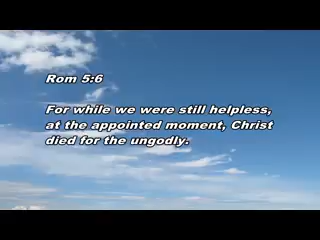 Rom 5:6
For while we were still helpless,
at the appointed moment, Christ
died for the ungodly.